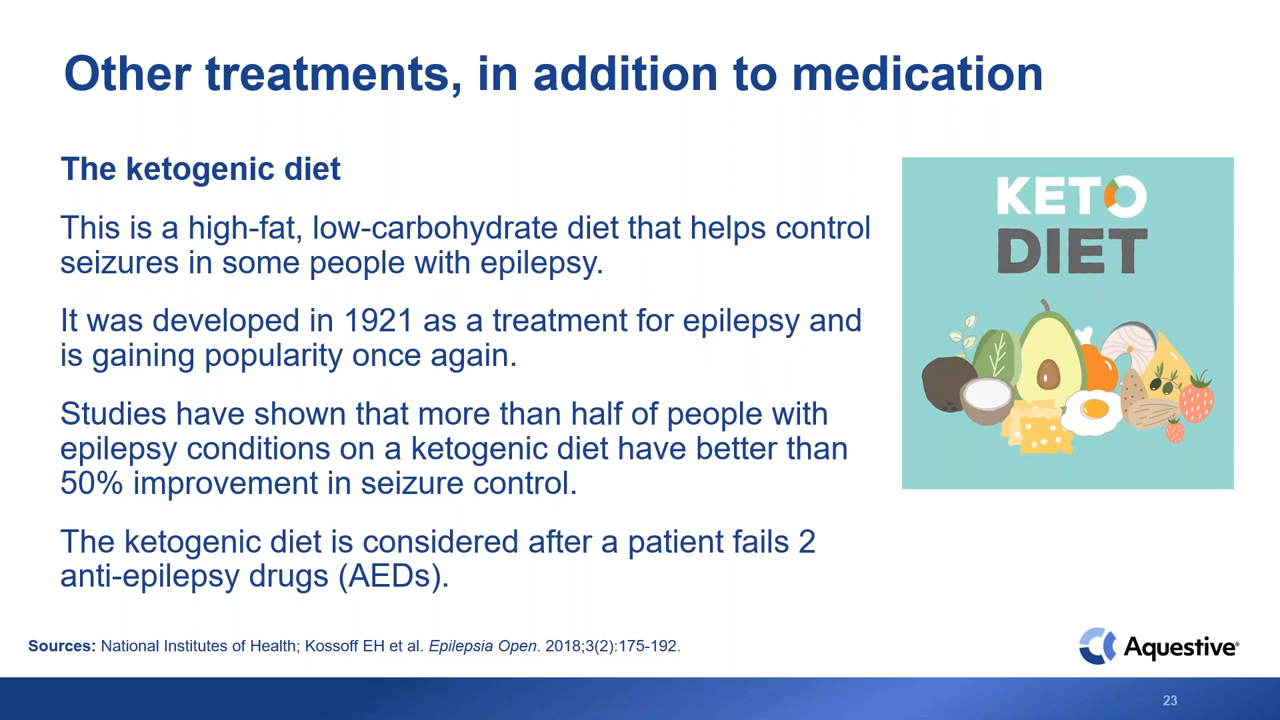 Other treatments, in addition to medication
The ketogenic diet
This is a high-fat, low-carbohydrate diet that helps control
seizures in some people with epilepsy.
It was developed in 1921 as a treatment for epilepsy and
is gaining popularity once again.
Studies have shown that more than half of people with
epilepsy conditions on a ketogenic diet have better than
50% improvement in seizure control.
The ketogenic diet is considered after a patient fails 2
anti-epilepsy drugs (AEDs).
KETO
DIET
Sources: National Institutes of Health; Kossoff EH et al. Epilepsia Open. 2018;3(2):175-192.
Aquestive®
23